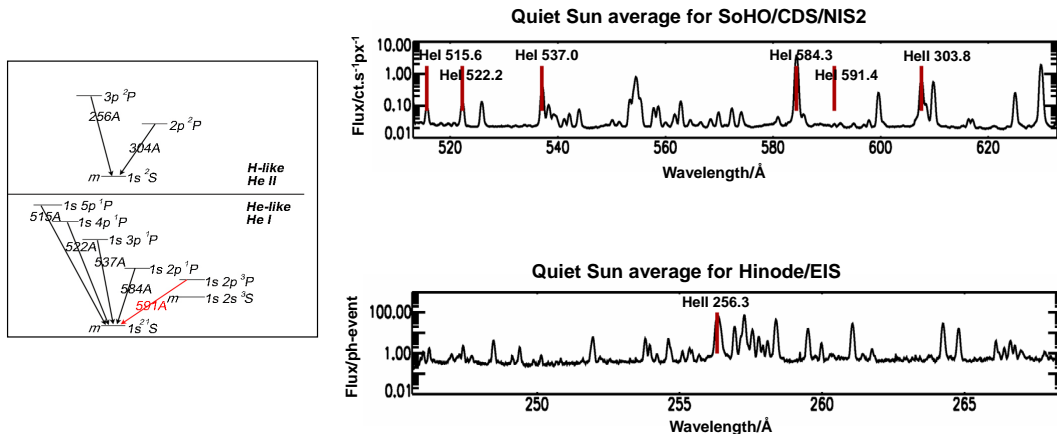 3p ²P
256A
2p ²P
304A
m
1s ²S
H-like
He II
He-like
He I
1s 5p ¹P
515A
1s 4p ¹P
522A
1s 3p ¹P
537A
1s 2p ¹P
584A
1s 2p ³P
591A
m
1s 2s ³S
m
1s² ¹S
Quiet Sun average for SoHO/CDS/NIS2
Flux/ct.s⁻¹px⁻¹
10.00
1.00
0.10
0.01
HeI 515.6
HeI 522.2
HeI 537.0
HeI 584.3
HeI 591.4
HeII 303.8
520
540
560
580
600
620
Wavelength/Å
Quiet Sun average for Hinode/EIS
Flux/ph-event
100.00
1.00
0.01
HeII 256.3
250
255
260
265
Wavelength/Å